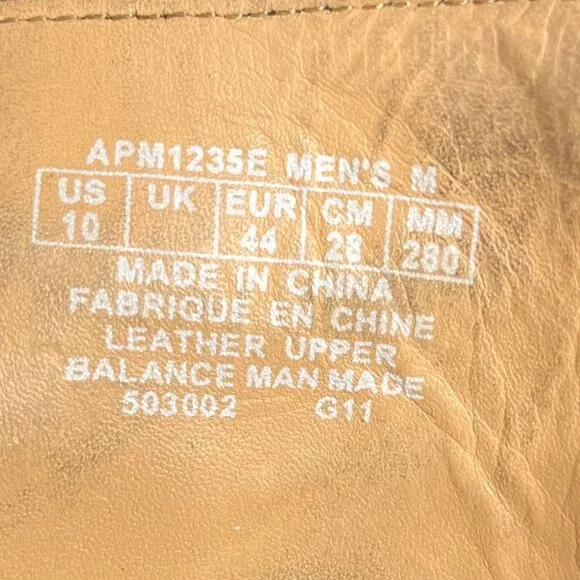 APM1235E MEN'S M
US UK EUR CM MM
10 44 28 280
MADE IN CHINA
FABRIQUE EN CHINE
LEATHER UPPER
BALANCE MAN MADE
503002 G11